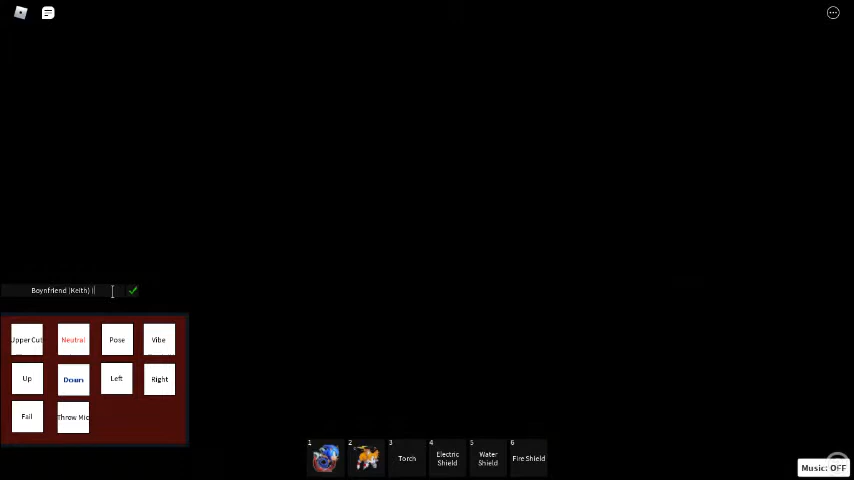 Boynfriend (Keith) |
Upper Cut
Neutral
Pose
Vibe
Up
Down
Left
Right
Fail
Throw Mic
1
2
3
Torch
4
Electric
Shield
5
Water
Shield
6
Fire Shield
Music: OFF